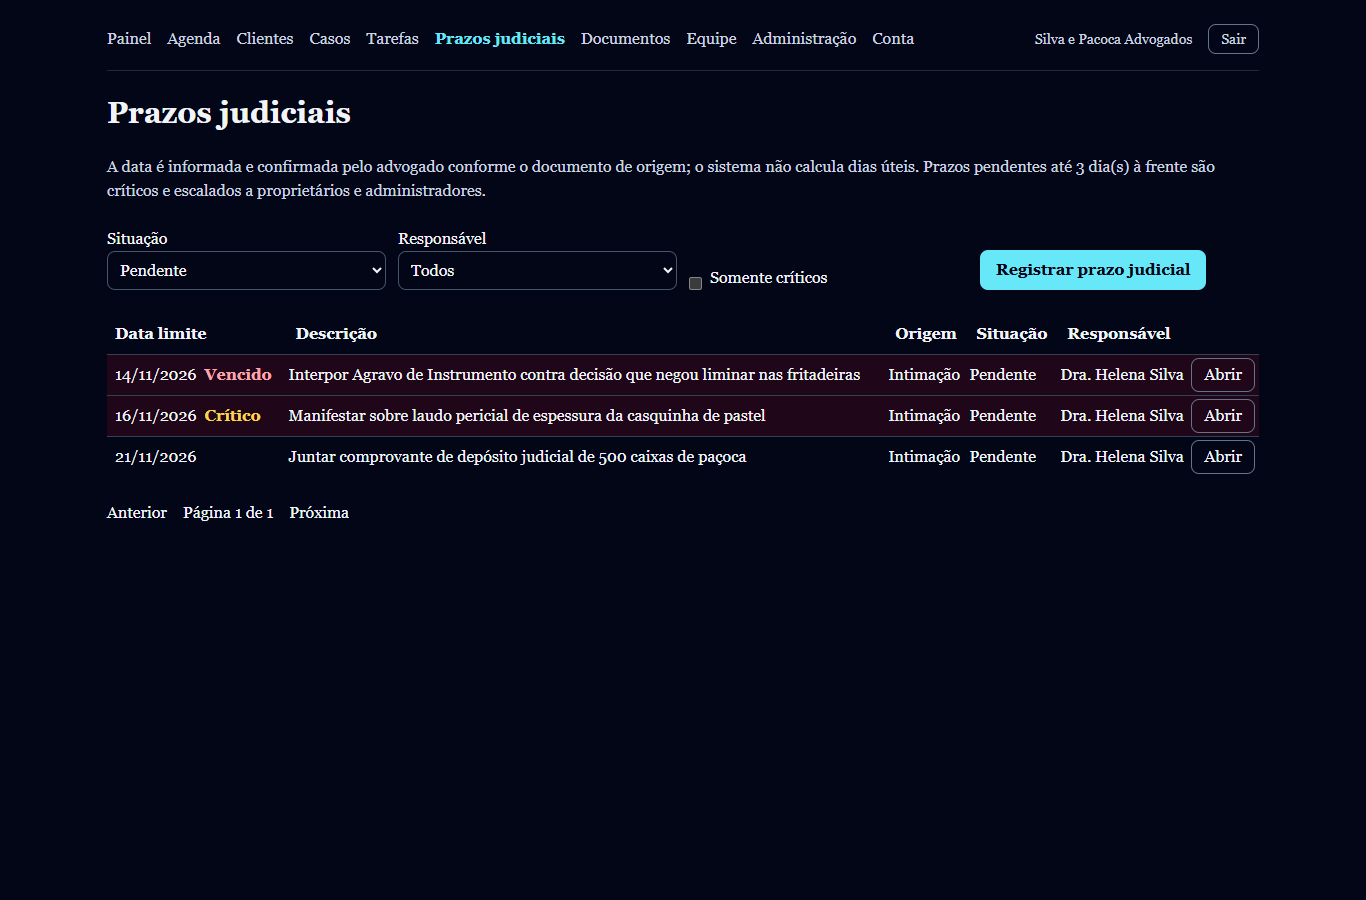 Painel Agenda Clientes Casos Tarefas Prazos judiciais Documentos Equipe Administração Conta Silva e Pacoca Advogados Sair
Prazos judiciais
A data é informada e confirmada pelo advogado conforme o documento de origem; o sistema não calcula dias úteis. Prazos pendentes até 3 dia(s) à frente são
críticos e escalados a proprietários e administradores.
Situação Responsável
Pendente Todos Somente críticos Registrar prazo judicial
Data limite Descrição Origem Situação Responsável
14/11/2026 Vencido Interpor Agravo de Instrumento contra decisão que negou liminar nas fritadeiras Intimação Pendente Dra. Helena Silva Abrir
16/11/2026 Crítico Manifestar sobre laudo pericial de espessura da casquinha de pastel Intimação Pendente Dra. Helena Silva Abrir
21/11/2026 Juntar comprovante de depósito judicial de 500 caixas de paçoca Intimação Pendente Dra. Helena Silva Abrir
Anterior Página 1 de 1 Próxima